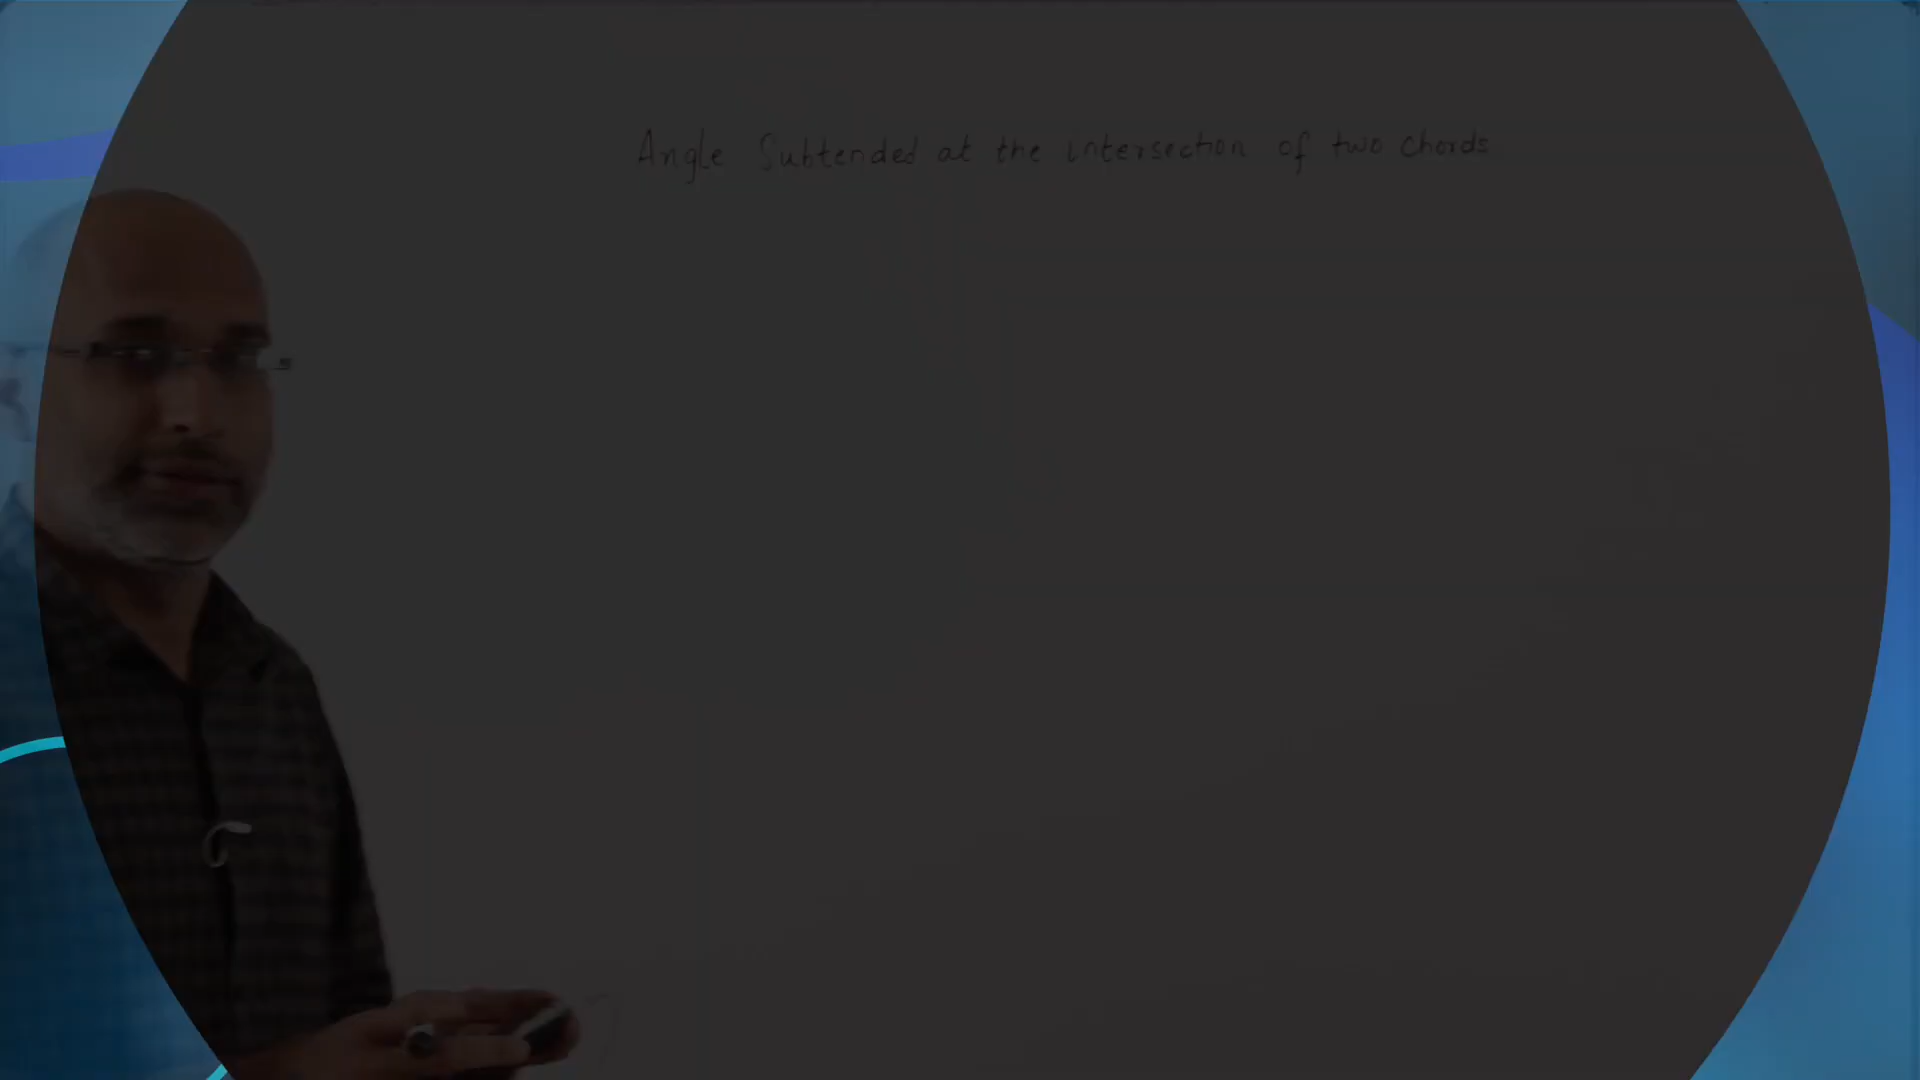 Angle Subtended at the intersection of two chords